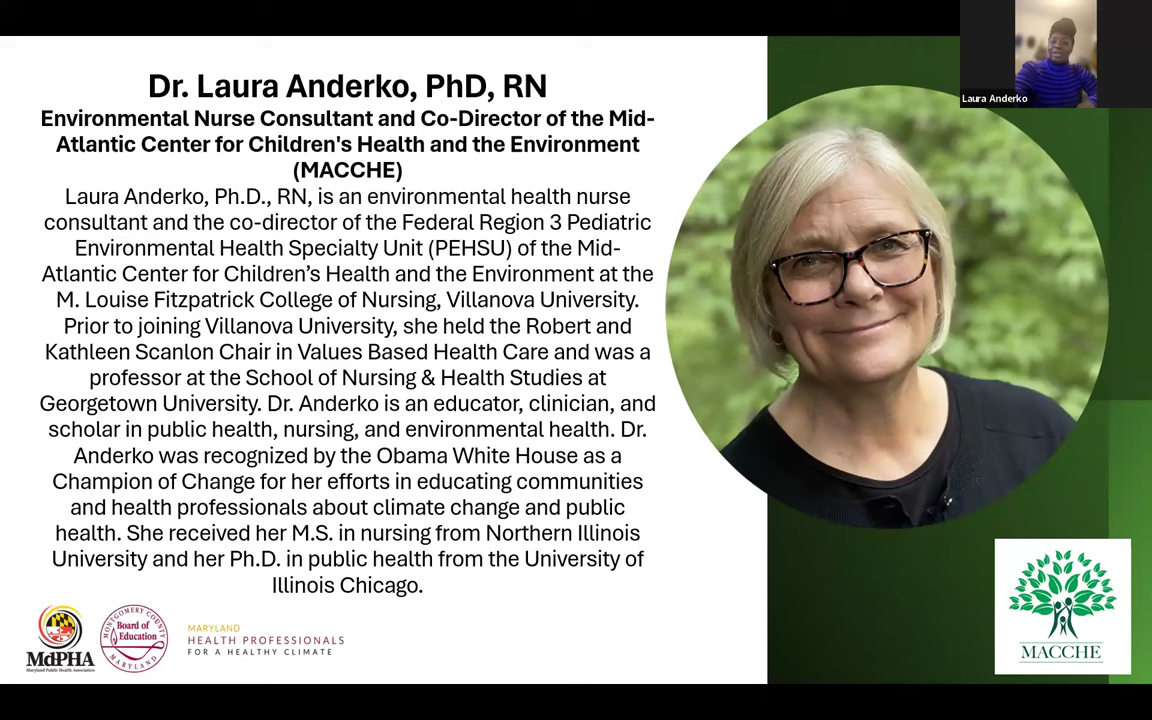 Dr. Laura Anderko, PhD, RN
Environmental Nurse Consultant and Co-Director of the Mid-
Atlantic Center for Children's Health and the Environment
(MACCHE)
Laura Anderko, Ph.D., RN, is an environmental health nurse
consultant and the co-director of the Federal Region 3 Pediatric
Environmental Health Specialty Unit (PEHSU) of the Mid-
Atlantic Center for Children’s Health and the Environment at the
M. Louise Fitzpatrick College of Nursing, Villanova University.
Prior to joining Villanova University, she held the Robert and
Kathleen Scanlon Chair in Values Based Health Care and was a
professor at the School of Nursing & Health Studies at
Georgetown University. Dr. Anderko is an educator, clinician, and
scholar in public health, nursing, and environmental health. Dr.
Anderko was recognized by the Obama White House as a
Champion of Change for her efforts in educating communities
and health professionals about climate change and public
health. She received her M.S. in nursing from Northern Illinois
University and her Ph.D. in public health from the University of
Illinois Chicago.
Laura Anderko
MdPHA
Maryland Public Health Association
MONTGOMERY COUNTY
Board of
Education
MARYLAND
MARYLAND
HEALTH PROFESSIONALS
FOR A HEALTHY CLIMATE
MACCHE